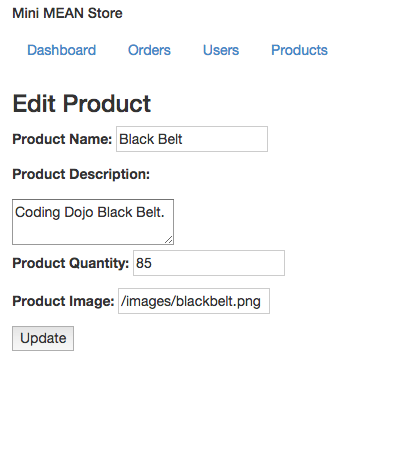 Mini MEAN Store
Dashboard Orders Users Products
Edit Product
Product Name: Black Belt
Product Description:
Coding Dojo Black Belt.
Product Quantity: 85
Product Image: /images/blackbelt.png
Update